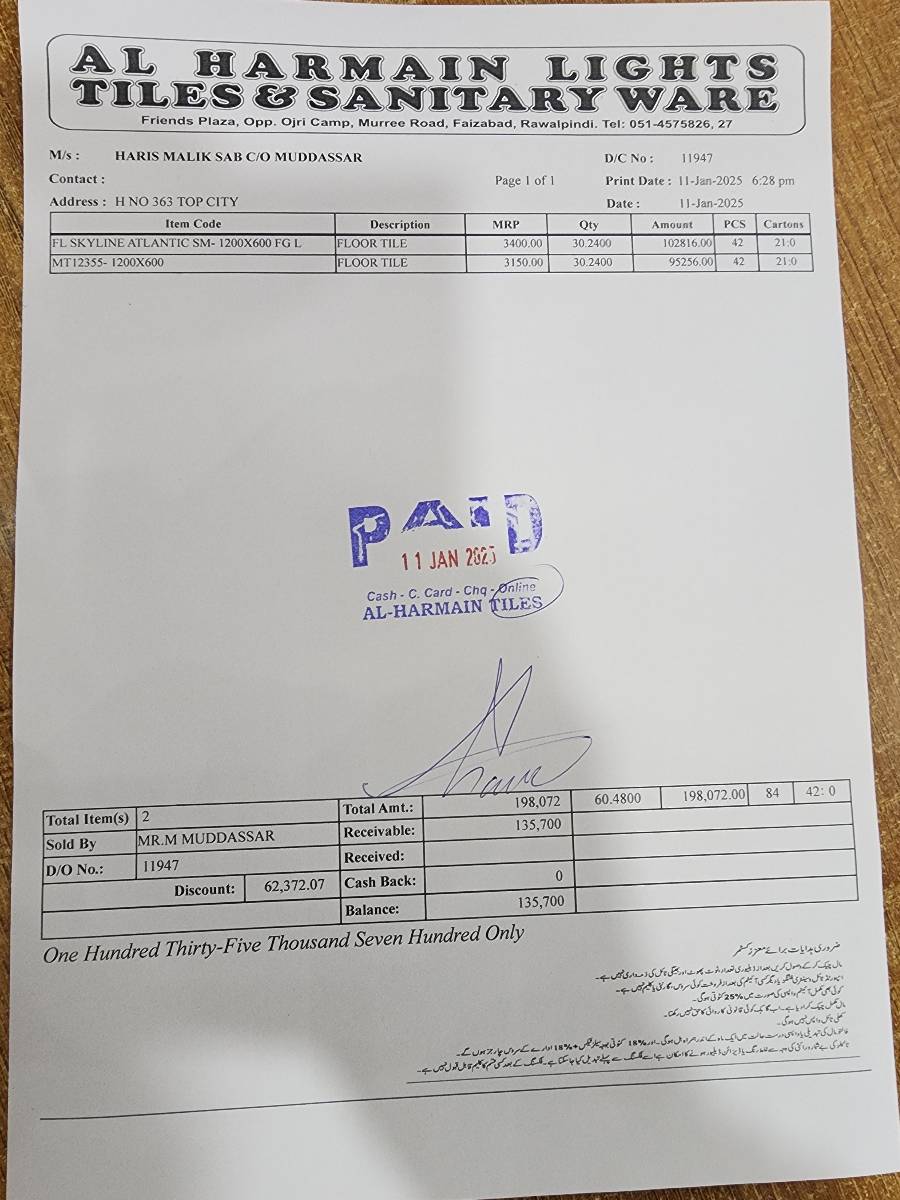 AL HARMAIN LIGHTS
TILES & SANITARY WARE
Friends Plaza, Opp. Ojri Camp, Murree Road, Faizabad, Rawalpindi. Tel: 051-4575826, 27
M/s : HARIS MALIK SAB C/O MUDDASSAR D/C No : 11947
Contact : Page 1 of 1 Print Date : 11-Jan-2025 6:28 pm
Address : H NO 363 TOP CITY Date : 11-Jan-2025
Item Code Description MRP Qty Amount PCS Cartons
FL SKYLINE ATLANTIC SM- 1200X600 FG L FLOOR TILE 3400.00 30.2400 102816.00 42 21:0
MT12355- 1200X600 FLOOR TILE 3150.00 30.2400 95256.00 42 21:0
PAID
11 JAN 2025
Cash - C. Card - Chq - Online
AL-HARMAIN TILES
Total Item(s) 2 Total Amt.: 198,072 60.4800 198,072.00 84 42: 0
Sold By MR.M MUDDASSAR Receivable: 135,700
D/O No.: 11947 Received:
Discount: 62,372.07 Cash Back: 0
Balance: 135,700
One Hundred Thirty-Five Thousand Seven Hundred Only
ضروری ہدایات برائے معزز کسٹمر